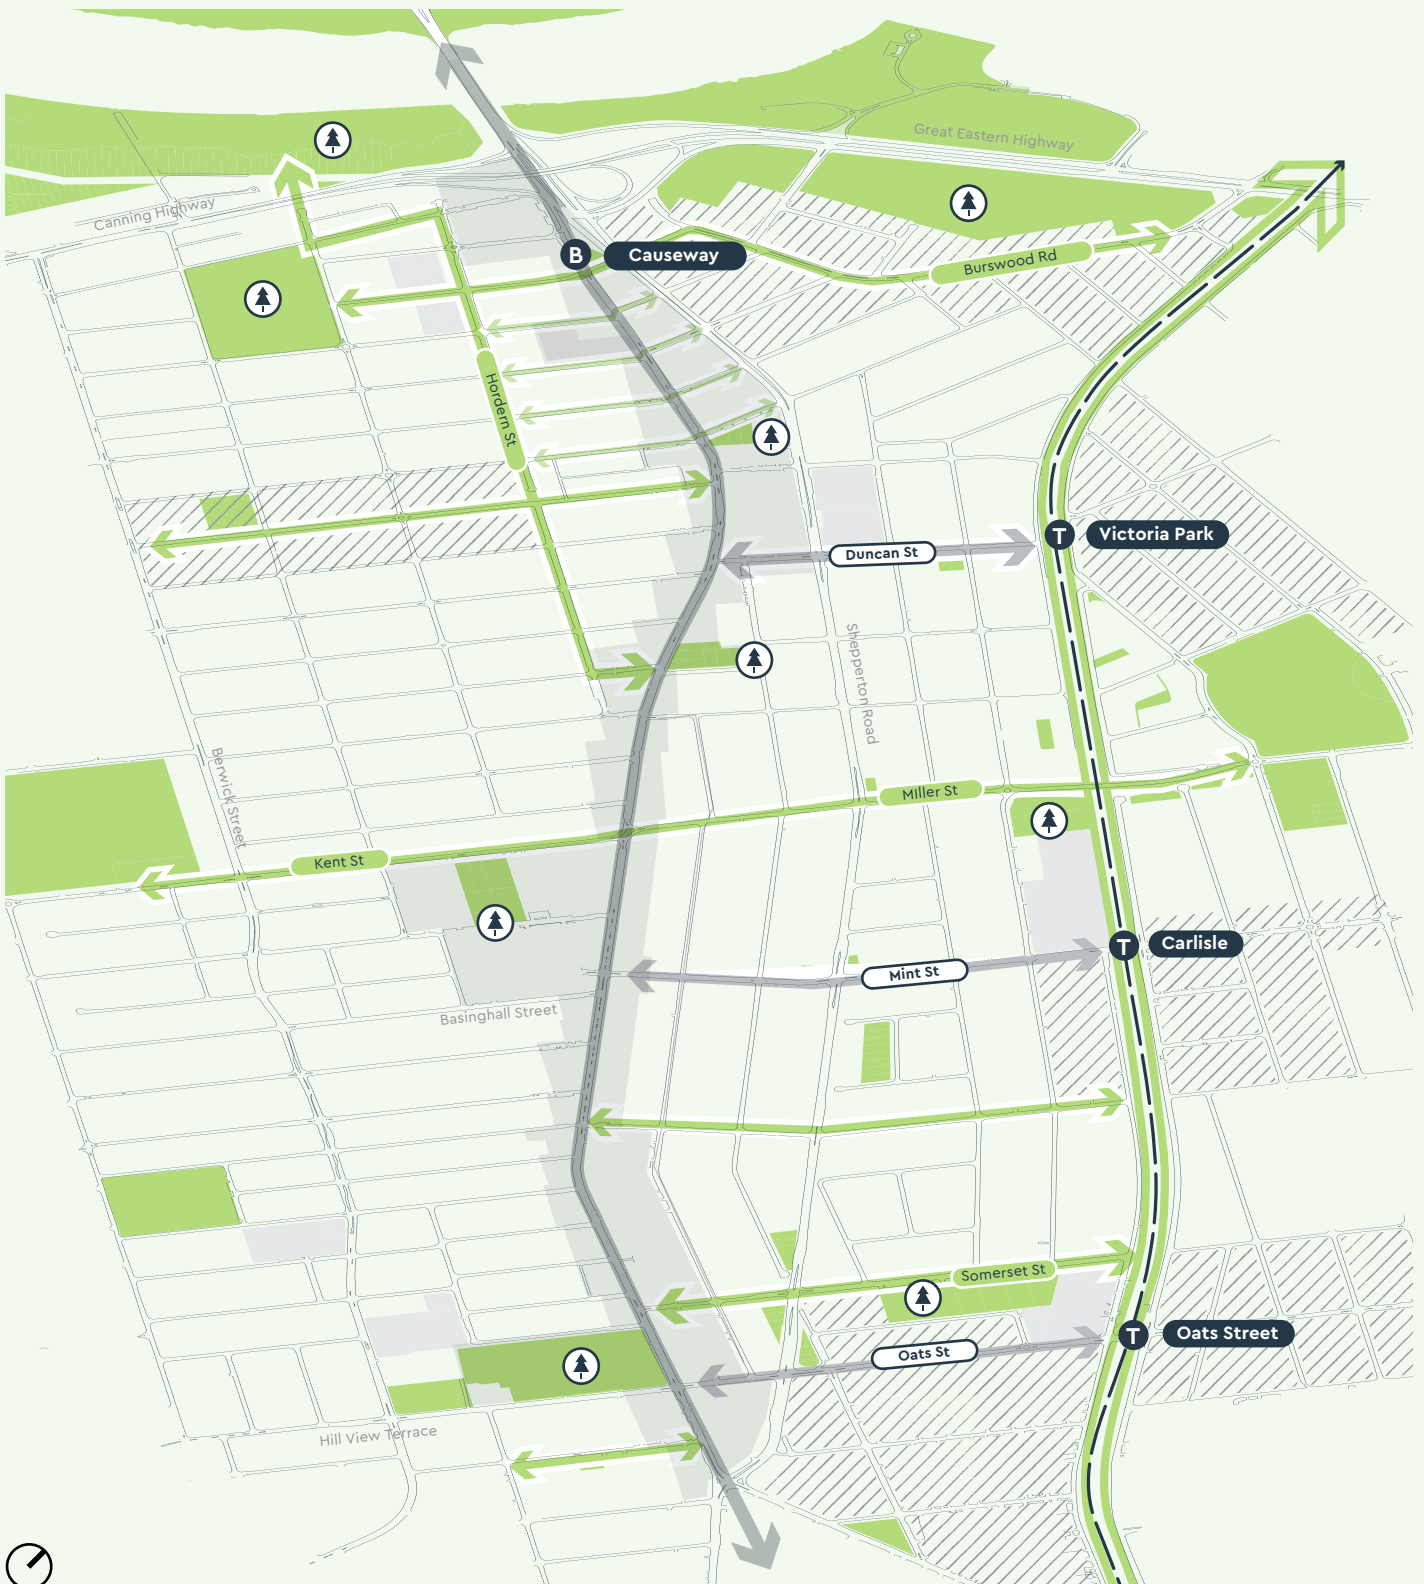 Great Eastern Highway
Canning Highway
B
Causeway
Burswood Rd
Hordern St
T
Victoria Park
Duncan St
Shepperton Road
Berwick Street
MIller St
Kent St
T
Carlisle
Mint St
Basinghall Street
Somerset St
T
Oats Street
Oats St
Hill View Terrace